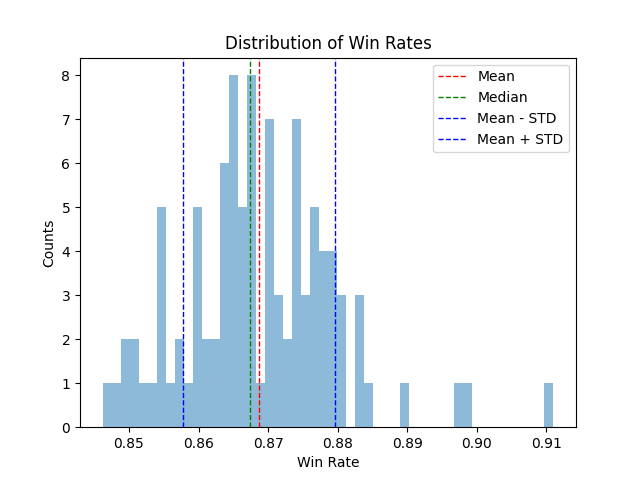 Distribution of Win Rates
Mean
Median
Mean - STD
Mean + STD
Counts
8
7
6
5
4
3
2
1
0
0.85 0.86 0.87 0.88 0.89 0.90 0.91
Win Rate